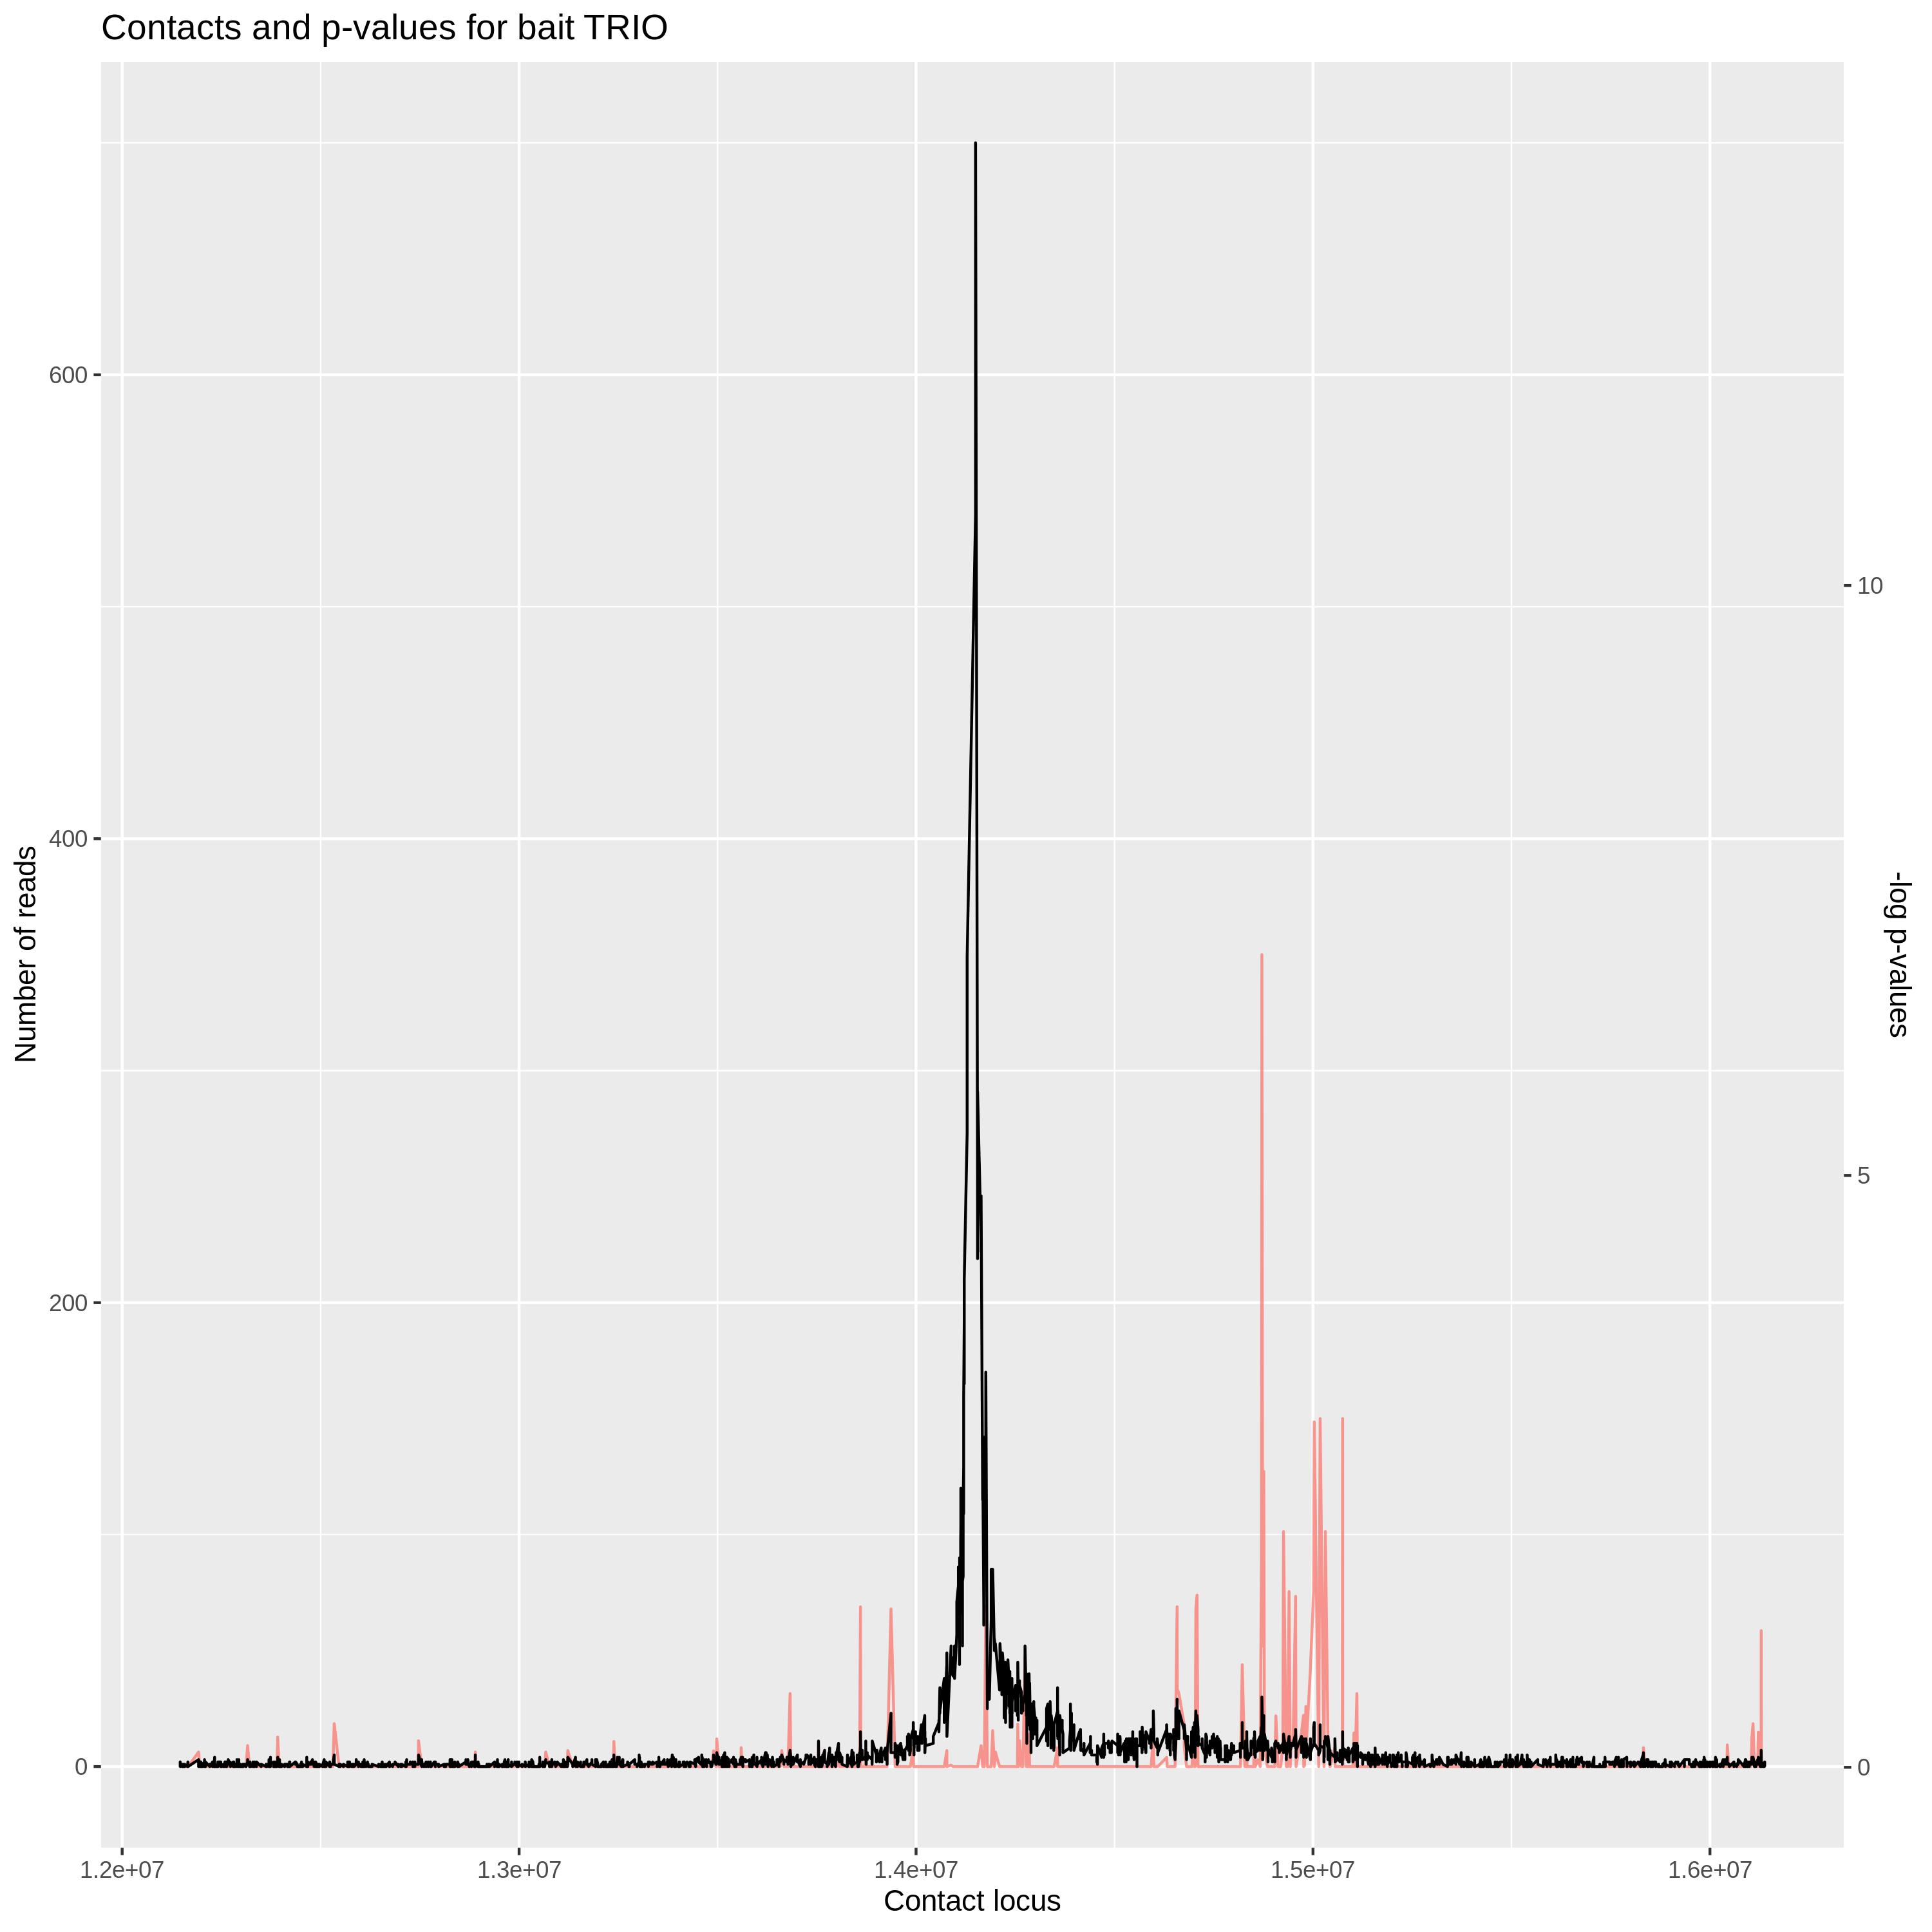 Contacts and p-values for bait TRIO
Number of reads
600
400
200
0
10
5
0
-log p-values
1.2e+07 1.3e+07 1.4e+07 1.5e+07 1.6e+07
Contact locus